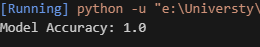 [Running] python -u "e:\Universty\
Model Accuracy: 1.0